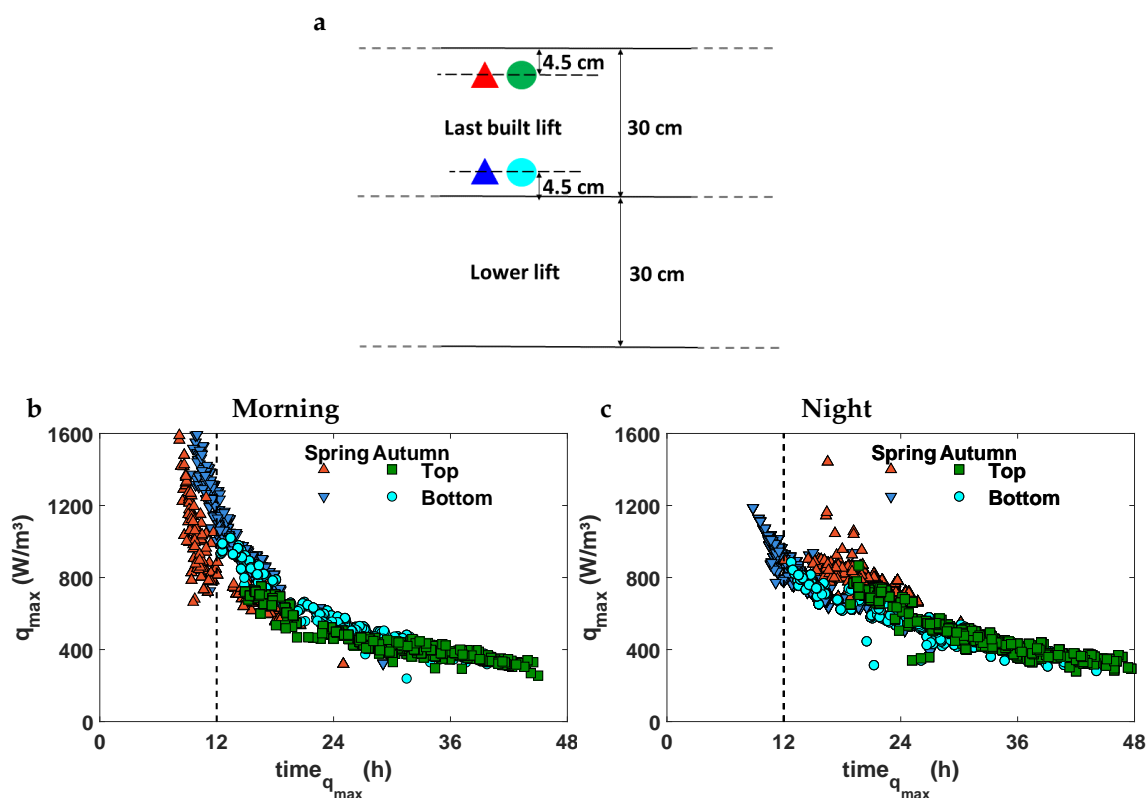 a
4.5 cm
Last built lift
30 cm
4.5 cm
Lower lift
30 cm
b
Morning
c
Night
1600
1200
800
400
0
q_max (W/m³)
Spring Autumn
Top
Bottom
0 12 24 36 48
time_q_max (h)
1600
1200
800
400
0
q_max (W/m³)
Spring Autumn
Top
Bottom
0 12 24 36 48
time_q_max (h)